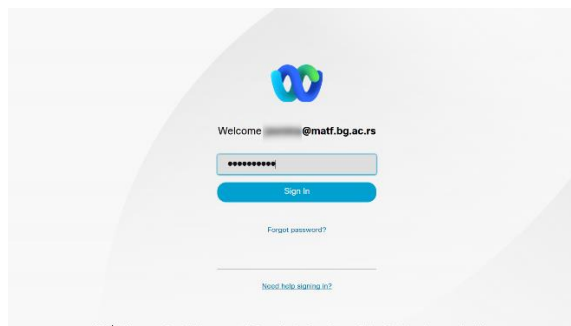 Welcome @matf.bg.ac.rs
••••••••••
Sign In
Forgot password?
Need help signing in?